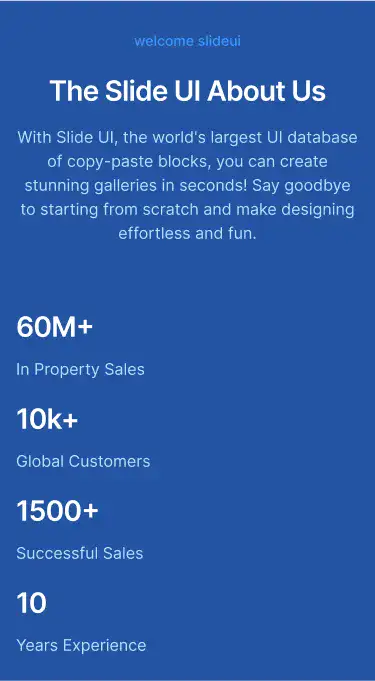 welcome slideui
The Slide UI About Us
With Slide UI, the world's largest UI database
of copy-paste blocks, you can create
stunning galleries in seconds! Say goodbye
to starting from scratch and make designing
effortless and fun.
60M+
In Property Sales
10k+
Global Customers
1500+
Successful Sales
10
Years Experience